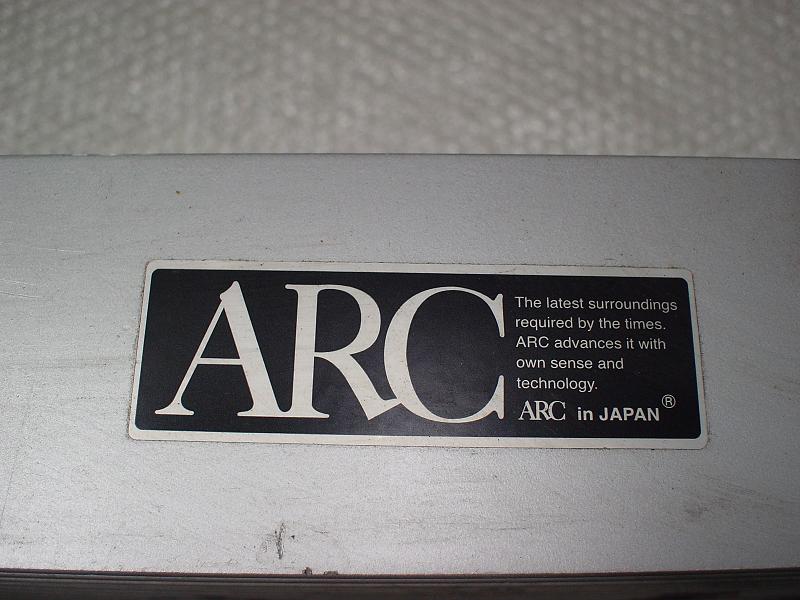 ARC
The latest surroundings
required by the times.
ARC advances it with
own sense and
technology.
ARC in JAPAN ®